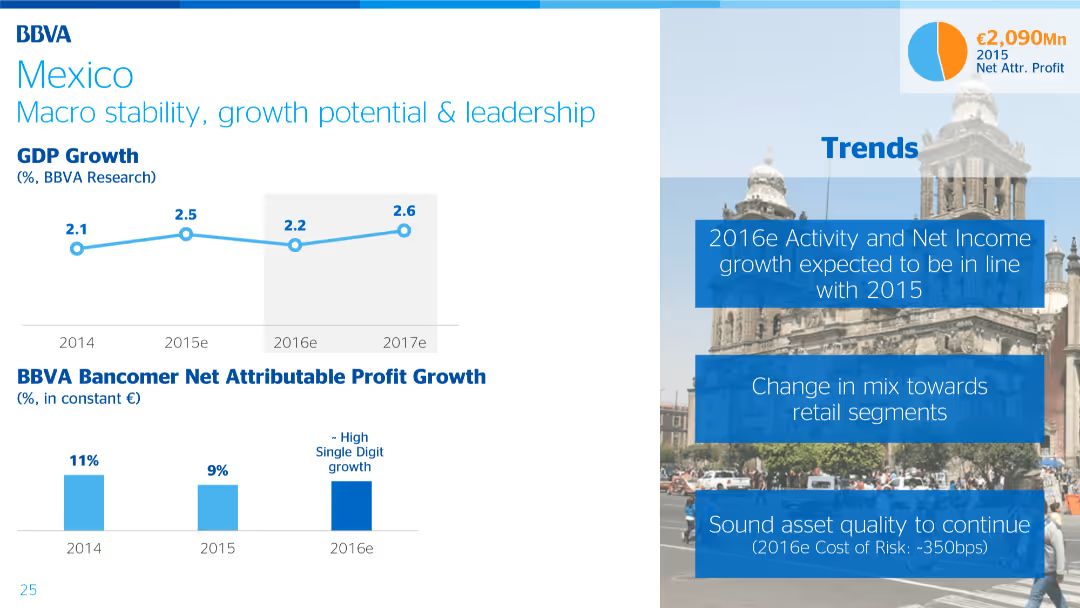 BBVA
Mexico
Macro stability, growth potential & leadership
€2,090Mn
2015
Net Attr. Profit
GDP Growth
(%, BBVA Research)
2.1
2.5
2.2
2.6
2014
2015e
2016e
2017e
BBVA Bancomer Net Attributable Profit Growth
(%, in constant €)
11%
9%
~ High
Single Digit
growth
2014
2015
2016e
Trends
2016e Activity and Net Income
growth expected to be in line
with 2015
Change in mix towards
retail segments
Sound asset quality to continue
(2016e Cost of Risk: ~350bps)
25